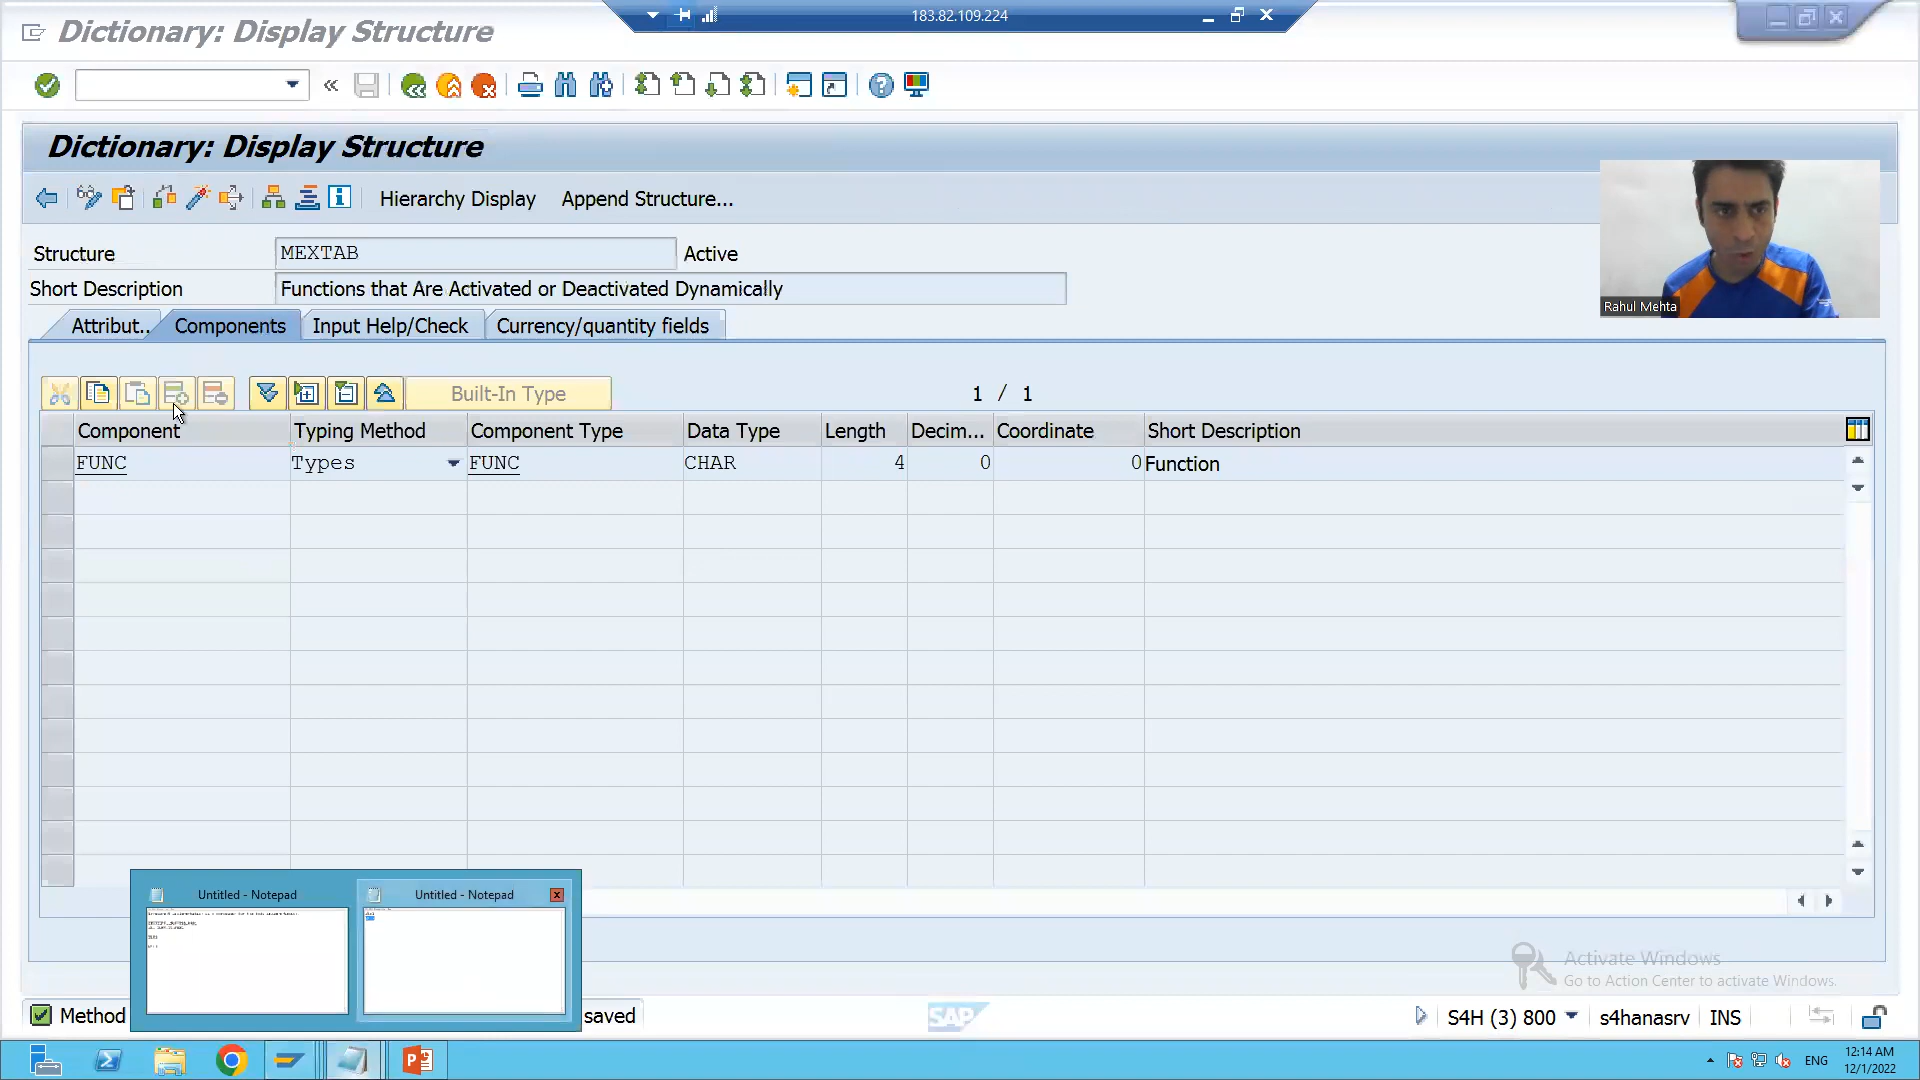 Dictionary: Display Structure
183.82.109.224
Dictionary: Display Structure
Hierarchy Display
Append Structure...
Structure
MEXTAB
Active
Short Description
Functions that Are Activated or Deactivated Dynamically
Rahul Mehta
Attribut..
Components
Input Help/Check
Currency/quantity fields
Built-In Type
1 / 1
Component
Typing Method
Component Type
Data Type
Length
Decim...
Coordinate
Short Description
FUNC
Types
FUNC
CHAR
4
0
0
Function
Untitled - Notepad
Untitled - Notepad
Activate Windows
Go to Action Center to activate Windows.
Method
saved
SAP
S4H (3) 800
s4hanasrv
INS
ENG
12:14 AM
12/1/2022